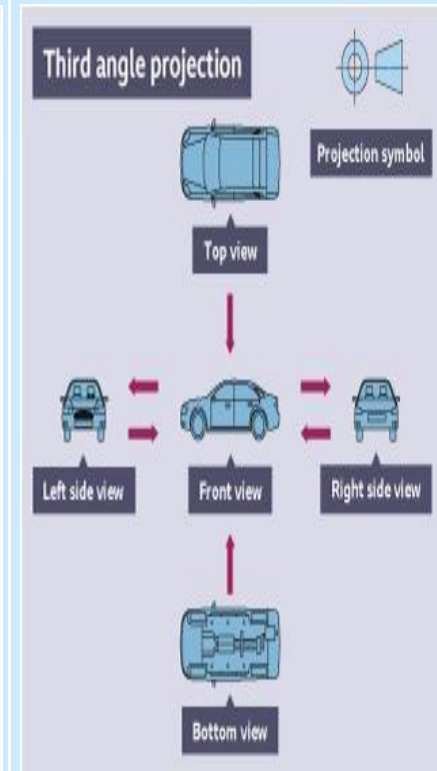 Third angle projection
Projection symbol
Top view
Left side view
Front view
Right side view
Bottom view